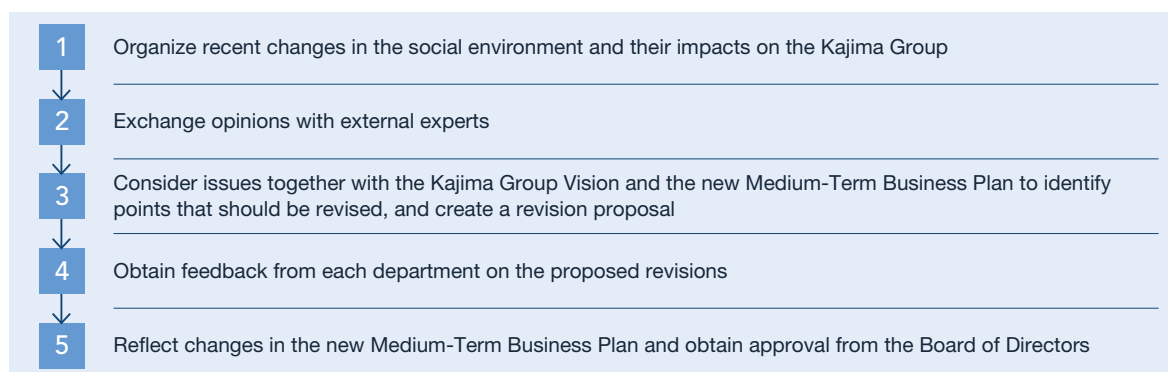 1
Organize recent changes in the social environment and their impacts on the Kajima Group
2
Exchange opinions with external experts
3
Consider issues together with the Kajima Group Vision and the new Medium-Term Business Plan to identify
points that should be revised, and create a revision proposal
4
Obtain feedback from each department on the proposed revisions
5
Reflect changes in the new Medium-Term Business Plan and obtain approval from the Board of Directors